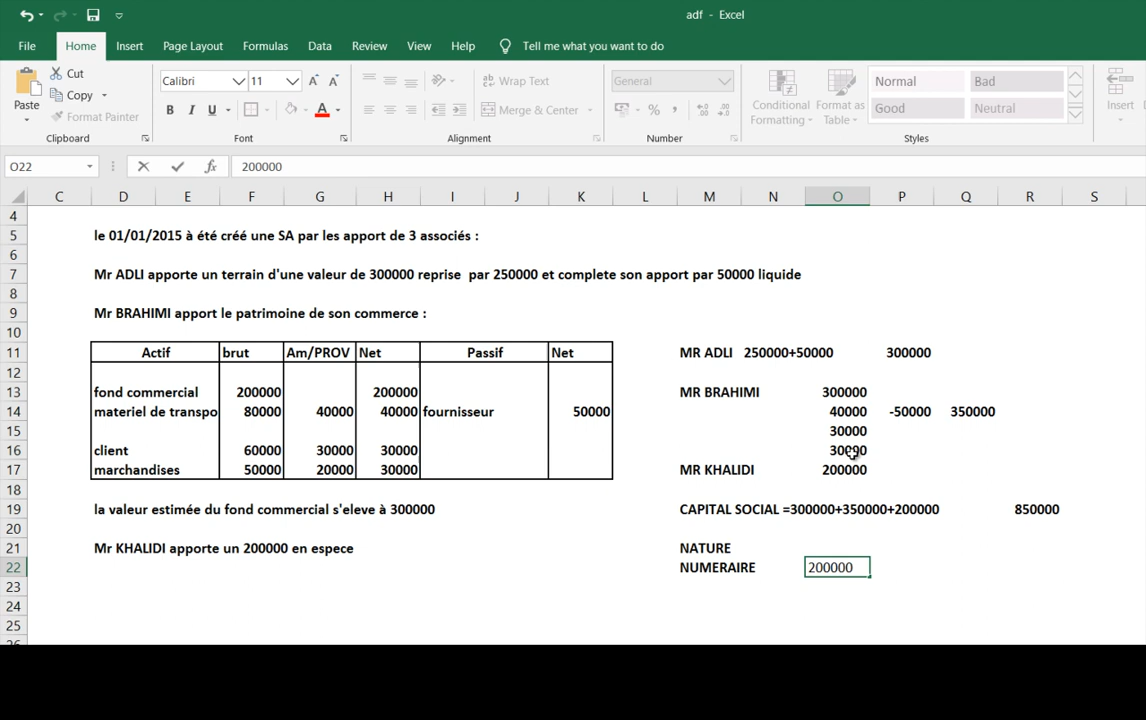 adf - Excel
File Home Insert Page Layout Formulas Data Review View Help Tell me what you want to do
Paste
Cut
Copy
Format Painter
Clipboard
Calibri 11
B I U
Font
Wrap Text
Merge & Center
Alignment
General
Number
Conditional Formatting
Format as Table
Normal Bad
Good Neutral
Styles
Insert
O22 fx 200000
C D E F G H I J K L M N O P Q R S
4
5 le 01/01/2015 à été créé une SA par les apport de 3 associés :
6
7 Mr ADLI apporte un terrain d'une valeur de 300000 reprise par 250000 et complete son apport par 50000 liquide
8
9 Mr BRAHIMI apport le patrimoine de son commerce :
10
11 Actif brut Am/PROV Net Passif Net MR ADLI 250000+50000 300000
12
13 fond commercial 200000 200000 MR BRAHIMI 300000
14 materiel de transpo 80000 40000 40000 fournisseur 50000 40000 -50000 350000
15 30000
16 client 60000 30000 30000 30000
17 marchandises 50000 20000 30000 MR KHALIDI 200000
18
19 la valeur estimée du fond commercial s'eleve à 300000 CAPITAL SOCIAL =300000+350000+200000 850000
20
21 Mr KHALIDI apporte un 200000 en espece NATURE
22 NUMERAIRE 200000
23
24
25